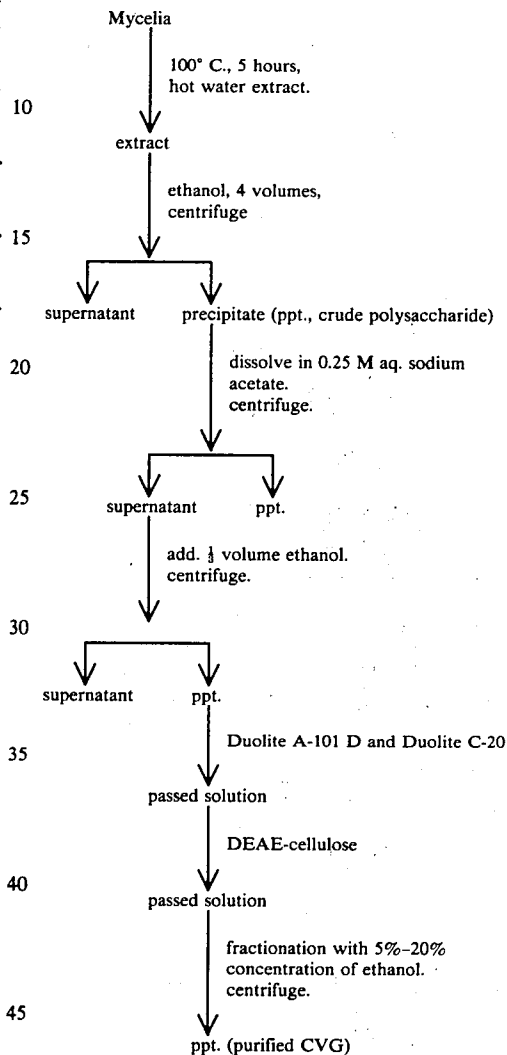 Mycelia
100° C., 5 hours,
hot water extract.
10
extract
ethanol, 4 volumes,
centrifuge
15
supernatant precipitate (ppt., crude polysaccharide)
20
dissolve in 0.25 M aq. sodium
acetate.
centrifuge.
25
supernatant ppt.
add. ⅓ volume ethanol.
centrifuge.
30
supernatant ppt.
Duolite A-101 D and Duolite C-20
35
passed solution
DEAE-cellulose
40
passed solution
fractionation with 5%-20%
concentration of ethanol.
centrifuge.
45
ppt. (purified CVG)